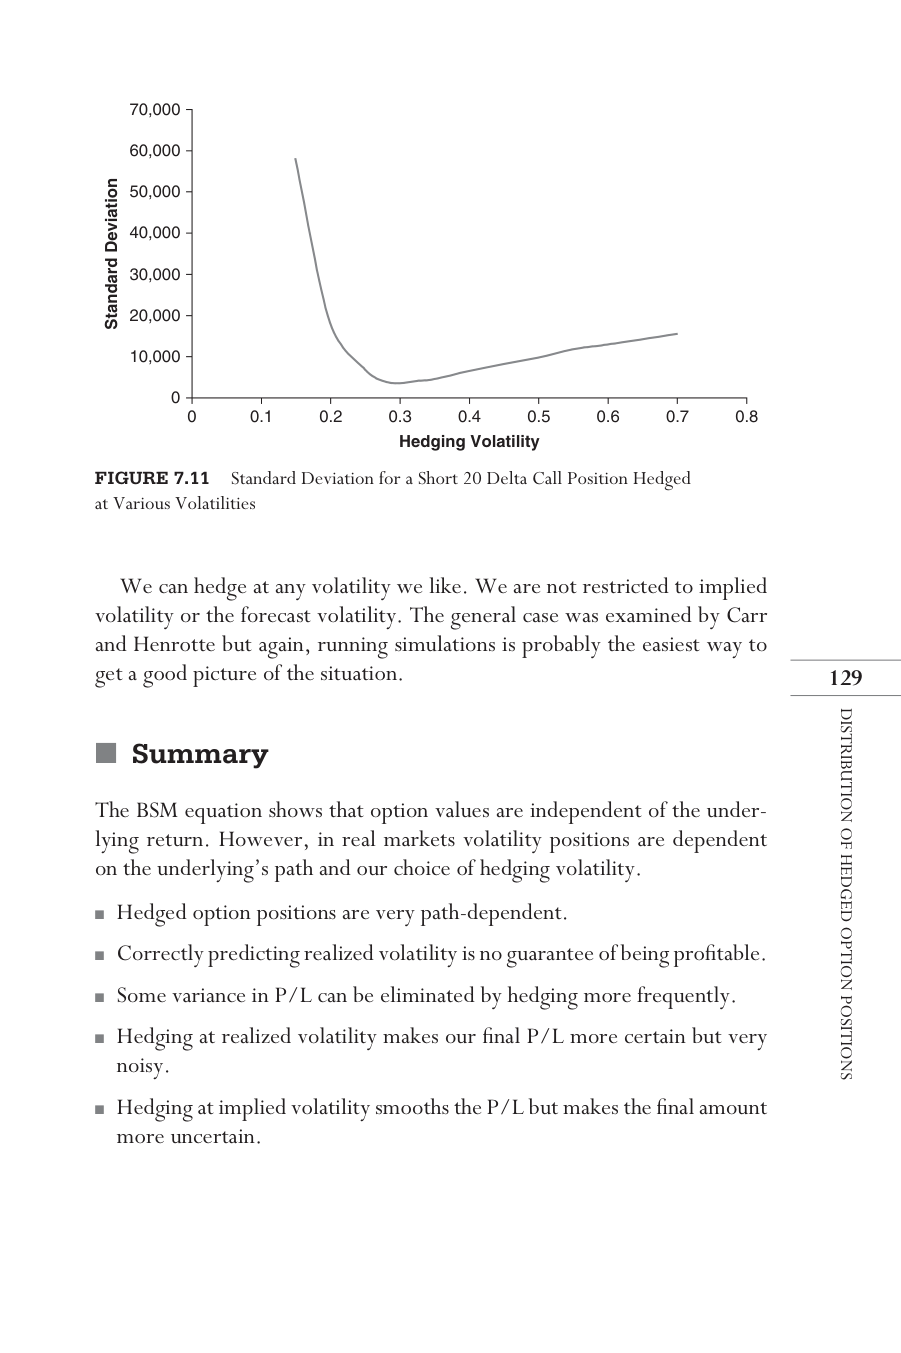 70,000
60,000
50,000
40,000
30,000
20,000
10,000
0
Standard Deviation
0 0.1 0.2 0.3 0.4 0.5 0.6 0.7 0.8
Hedging Volatility
FIGURE 7.11 Standard Deviation for a Short 20 Delta Call Position Hedged
at Various Volatilities
We can hedge at any volatility we like. We are not restricted to implied
volatility or the forecast volatility. The general case was examined by Carr
and Henrotte but again, running simulations is probably the easiest way to
get a good picture of the situation.
129
DISTRIBUTION OF HEDGED OPTION POSITIONS
Summary
The BSM equation shows that option values are independent of the under-
lying return. However, in real markets volatility positions are dependent
on the underlying’s path and our choice of hedging volatility.
■ Hedged option positions are very path-dependent.
■ Correctly predicting realized volatility is no guarantee of being profitable.
■ Some variance in P/L can be eliminated by hedging more frequently.
■ Hedging at realized volatility makes our final P/L more certain but very
noisy.
■ Hedging at implied volatility smooths the P/L but makes the final amount
more uncertain.